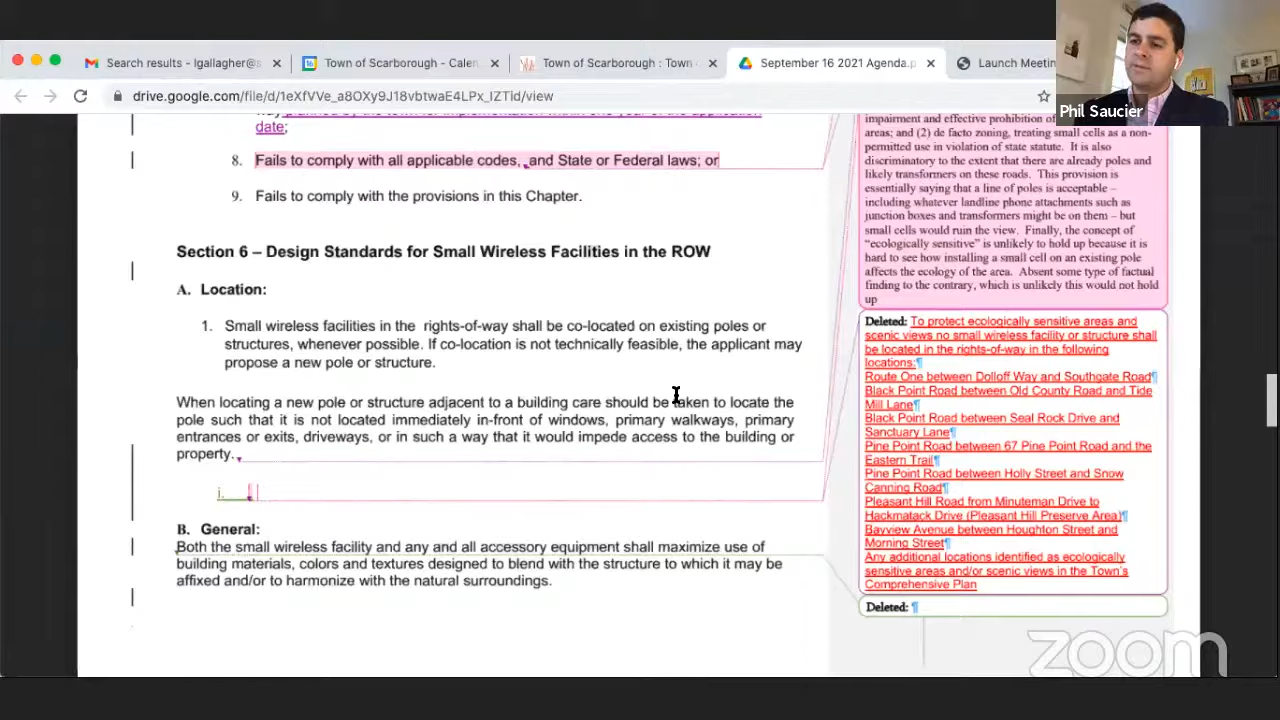 Search results - lgallagher@s
Town of Scarborough - Calen
Town of Scarborough : Town
September 16 2021 Agenda.p
Launch Meetin
drive.google.com/file/d/1eXfVVe_a8OXy9J18vbtwaE4LPx_IZTid/view
Phil Saucier
date;
8. Fails to comply with all applicable codes, and State or Federal laws; or
9. Fails to comply with the provisions in this Chapter.
Section 6 – Design Standards for Small Wireless Facilities in the ROW
A. Location:
1. Small wireless facilities in the rights-of-way shall be co-located on existing poles or
structures, whenever possible. If co-location is not technically feasible, the applicant may
propose a new pole or structure.
When locating a new pole or structure adjacent to a building care should be taken to locate the
pole such that it is not located immediately in-front of windows, primary walkways, primary
entrances or exits, driveways, or in such a way that it would impede access to the building or
property.
i.
B. General:
Both the small wireless facility and any and all accessory equipment shall maximize use of
building materials, colors and textures designed to blend with the structure to which it may be
affixed and/or to harmonize with the natural surroundings.
impairment and effective prohibition of
areas; and (2) de facto zoning, treating small cells as a non-
permitted use in violation of state statute. It is also
discriminatory to the extent that there are already poles and
likely transformers on these roads. This provision is
essentially saying that a line of poles is acceptable –
including whatever landline phone attachments such as
junction boxes and transformers might be on them – but
small cells would ruin the view. Finally, the concept of
“ecologically sensitive” is unlikely to hold up because it is
hard to see how installing a small cell on an existing pole
affects the ecology of the area. Absent some type of factual
finding to the contrary, which is unlikely this would not hold
up
Deleted: To protect ecologically sensitive areas and
scenic views no small wireless facility or structure shall
be located in the rights-of-way in the following
locations:¶
Route One between Dolloff Way and Southgate Road¶
Black Point Road between Old County Road and Tide
Mill Lane¶
Black Point Road between Seal Rock Drive and
Sanctuary Lane¶
Pine Point Road between 67 Pine Point Road and the
Eastern Trail¶
Pine Point Road between Holly Street and Snow
Canning Road¶
Pleasant Hill Road from Minuteman Drive to
Hackmatack Drive (Pleasant Hill Preserve Area)¶
Bayview Avenue between Houghton Street and
Morning Street¶
Any additional locations identified as ecologically
sensitive areas and/or scenic views in the Town's
Comprehensive Plan
Deleted: ¶
zoom